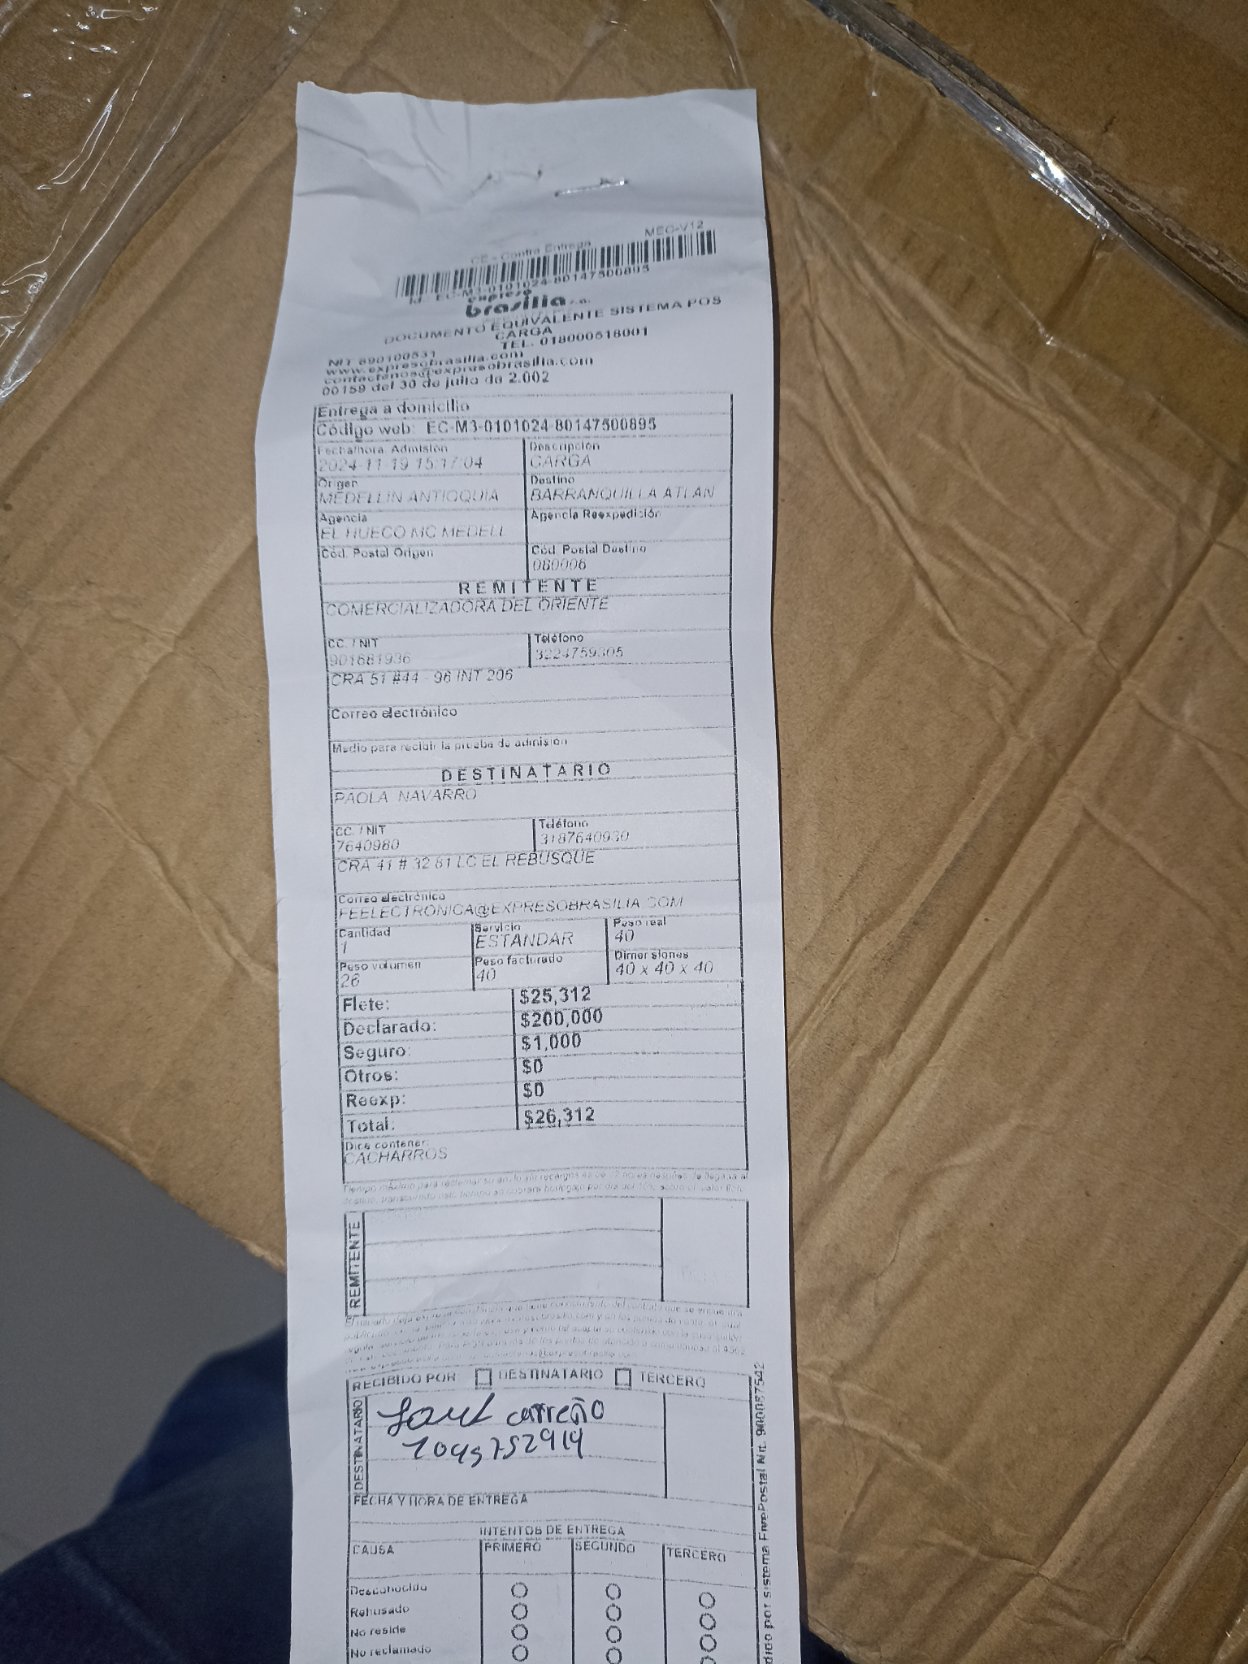 CE - Contra Entrega MEC-V12
Id: EC-M3-0101024-80147500895
expreso
brasilia s.a.
DOCUMENTO EQUIVALENTE SISTEMA POS
CARGA
TEL. 018000518001
NIT 890100531
www.expresobrasilia.com
contactenos@expresobrasilia.com
00159 del 30 de julio de 2.002
Entrega a domicilio
Código web: EC-M3-0101024-80147500895
Fecha/hora Admisión Descripción
2024-11-19 15:17:04 CARGA
Origen Destino
MEDELLIN ANTIOQUIA BARRANQUILLA ATLAN
Agencia Agencia Reexpedición
EL HUECO MC MEDELL
Cód. Postal Origen Cód. Postal Destino
080006
REMITENTE
COMERCIALIZADORA DEL ORIENTE
CC. / NIT Teléfono
901681936 3224759305
CRA 51 #44 - 96 INT 206
Correo electrónico
Medio para recibir la prueba de admisión
DESTINATARIO
PAOLA NAVARRO
CC. / NIT Teléfono
7640980 3187640930
CRA 41 # 32 61 LC EL REBUSQUE
Correo electrónico
FEELECTRONICA@EXPRESOBRASILIA.COM
Cantidad Servicio Peso real
1 ESTANDAR 40
Peso volumen Peso facturado Dimensiones
26 40 40 x 40 x 40
Flete: $25,312
Declarado: $200,000
Seguro: $1,000
Otros: $0
Reexp: $0
Total: $26,312
Dice contener:
CACHARROS
REMITENTE
RECIBIDO POR DESTINATARIO TERCERO
DESTINATARIO
carreño
FECHA Y HORA DE ENTREGA
INTENTOS DE ENTREGA
CAUSA PRIMERO SEGUNDO TERCERO
Desconocido
Rehusado
No reside
No reclamado
por sistema FivePostal Nit. 900087542